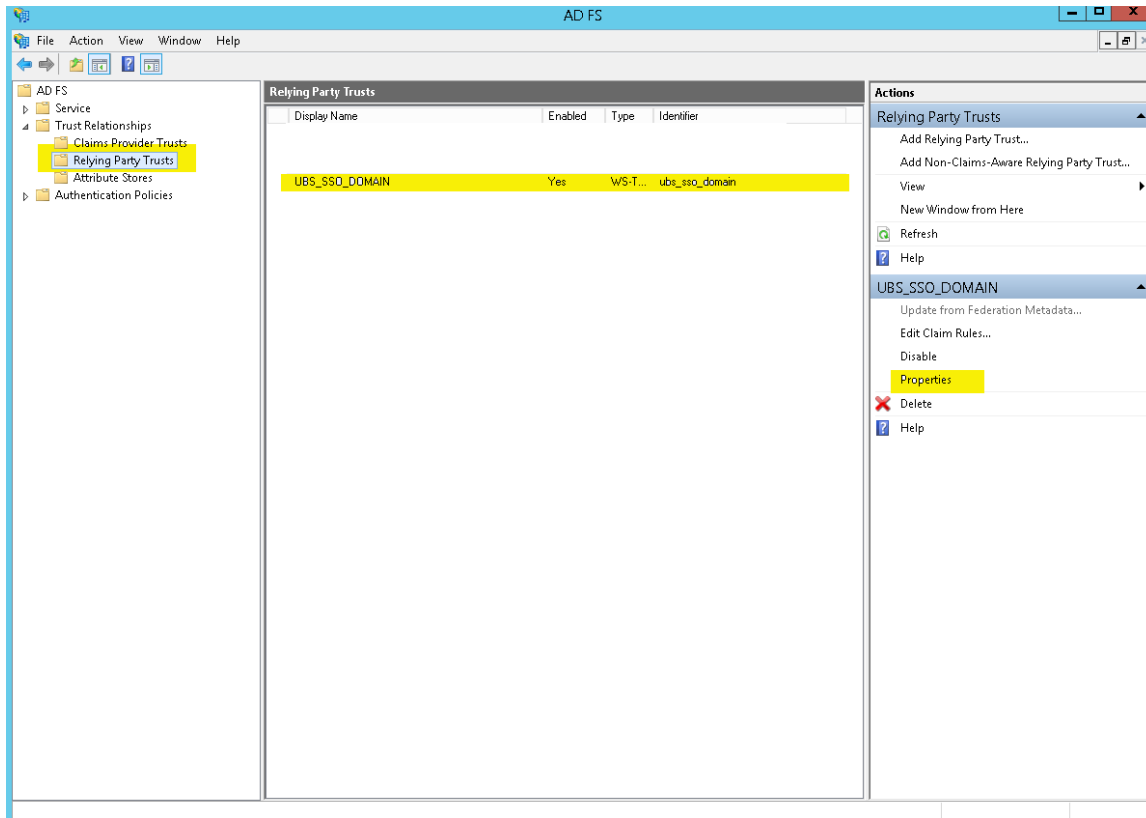 AD FS
File Action View Window Help
AD FS
Service
Trust Relationships
Claims Provider Trusts
Relying Party Trusts
Attribute Stores
Authentication Policies
Relying Party Trusts
Display Name Enabled Type Identifier
UBS_SSO_DOMAIN Yes WS-T... ubs_sso_domain
Actions
Relying Party Trusts
Add Relying Party Trust...
Add Non-Claims-Aware Relying Party Trust...
View
New Window from Here
Refresh
Help
UBS_SSO_DOMAIN
Update from Federation Metadata...
Edit Claim Rules...
Disable
Properties
Delete
Help